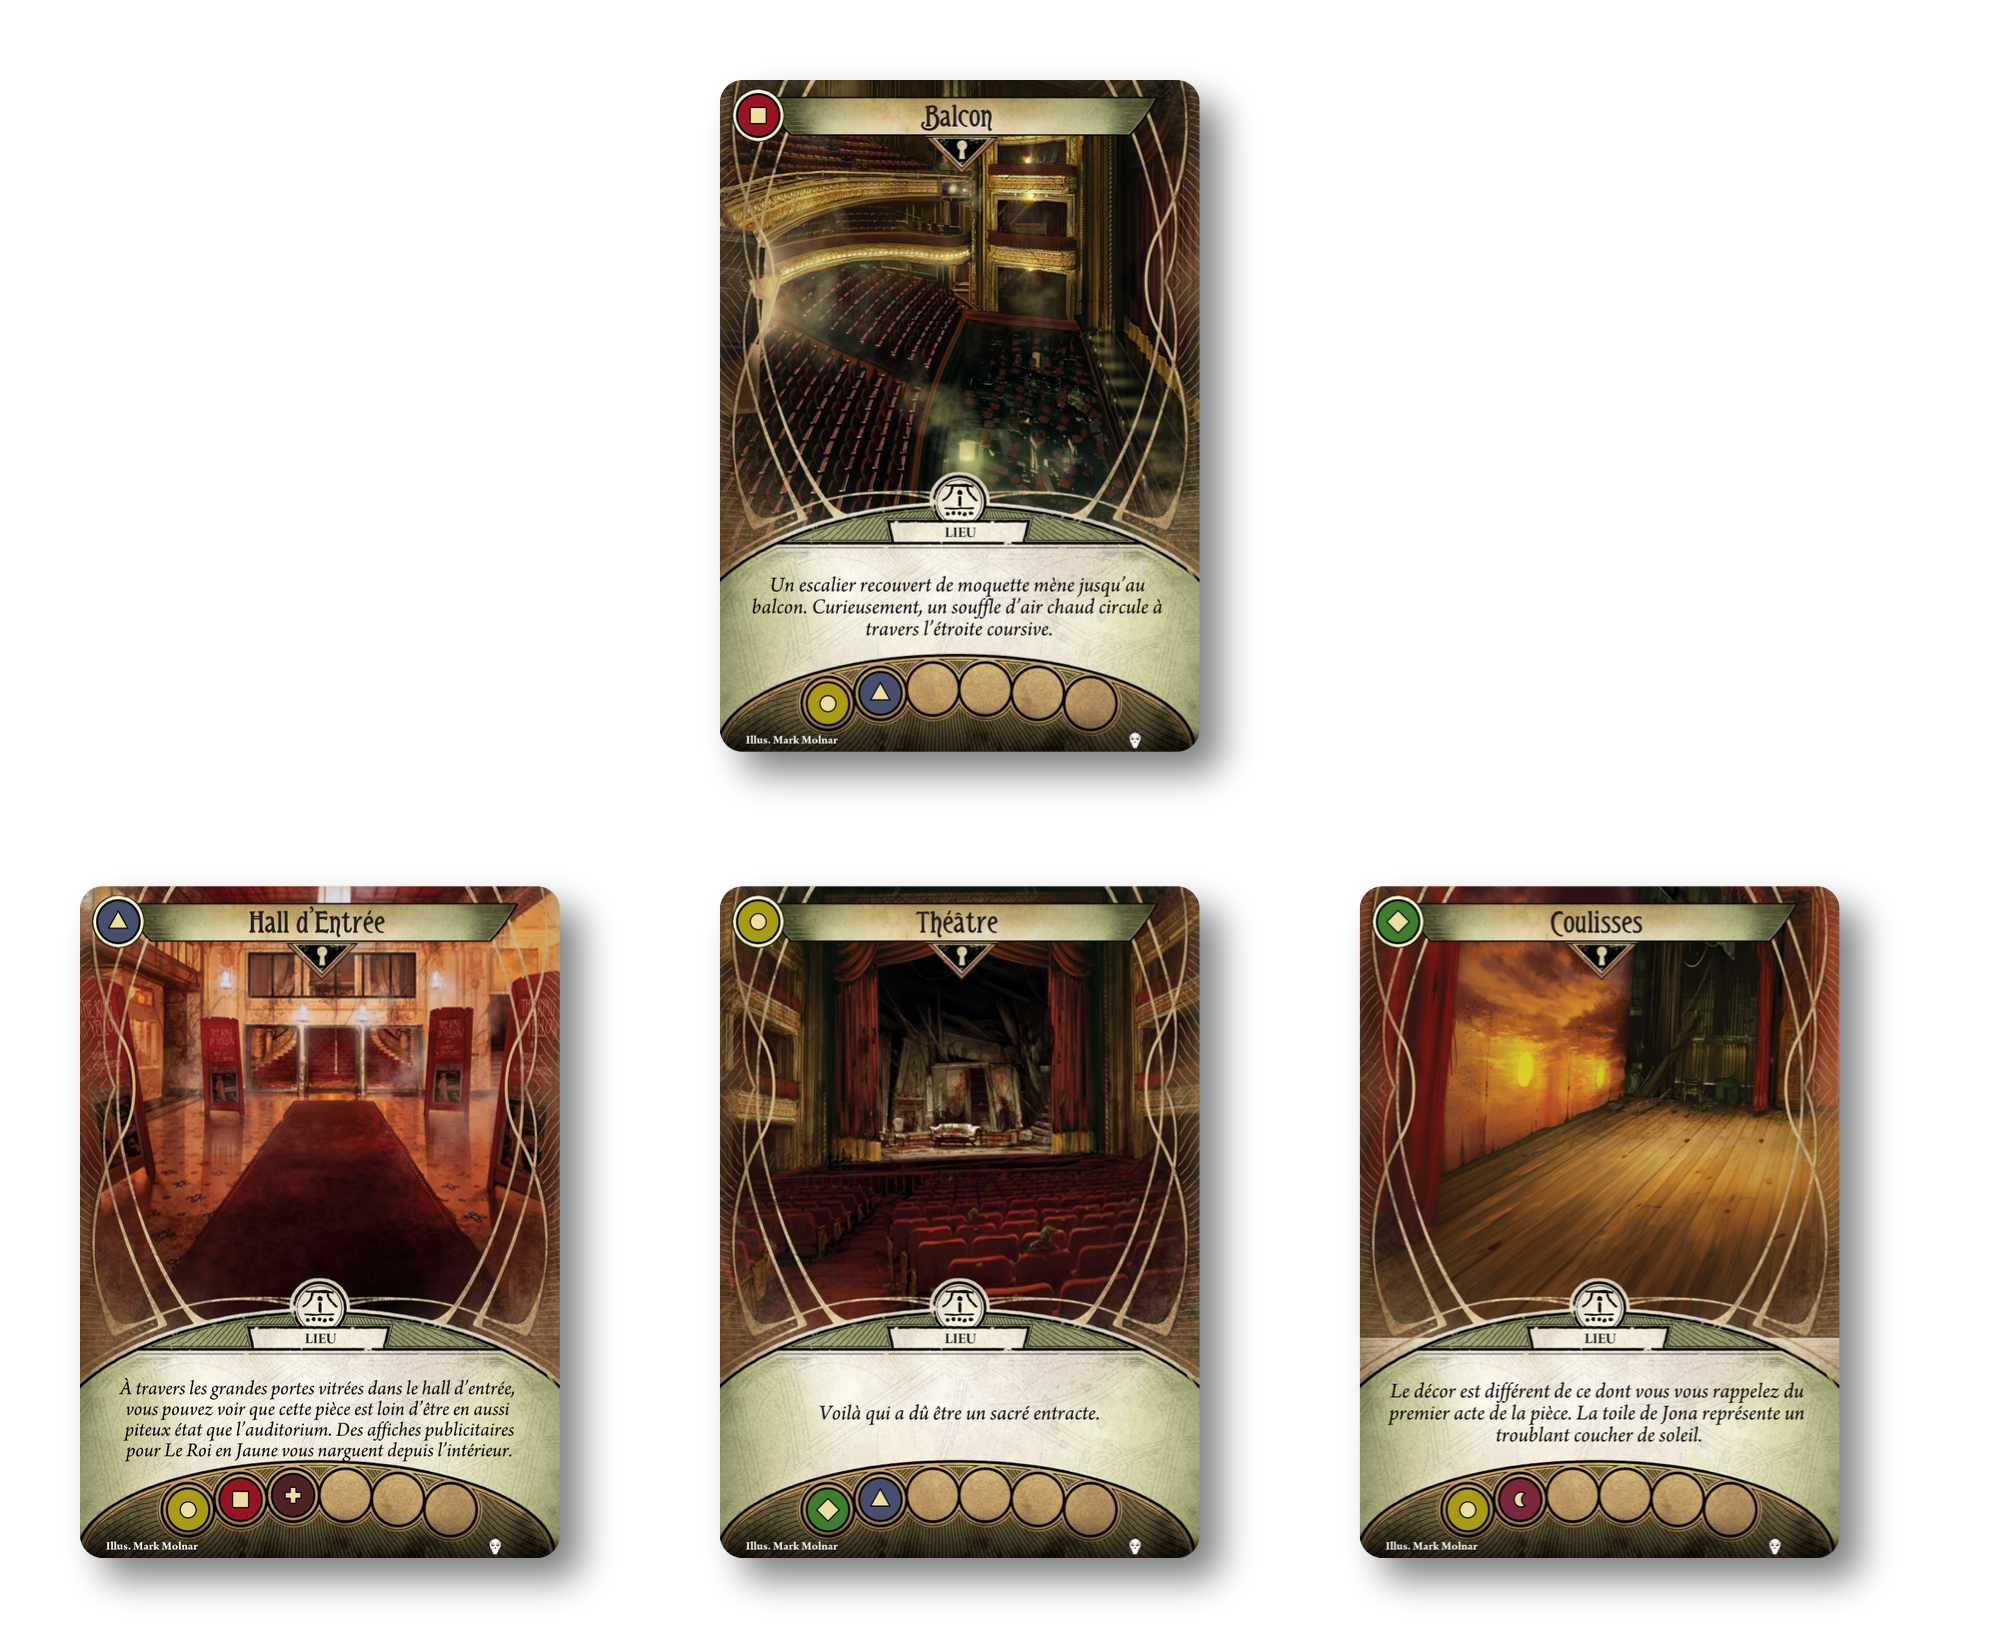 Balcon
LIEU
Un escalier recouvert de moquette mène jusqu'au
balcon. Curieusement, un souffle d'air chaud circule à
travers l'étroite coursive.
Illus. Mark Molnar
Hall d'Entrée
LIEU
À travers les grandes portes vitrées dans le hall d'entrée,
vous pouvez voir que cette pièce est loin d'être en aussi
piteux état que l'auditorium. Des affiches publicitaires
pour Le Roi en Jaune vous narguent depuis l'intérieur.
Illus. Mark Molnar
Théâtre
LIEU
Voilà qui a dû être un sacré entracte.
Illus. Mark Molnar
Coulisses
LIEU
Le décor est différent de ce dont vous vous rappelez du
premier acte de la pièce. La toile de Jona représente un
troublant coucher de soleil.
Illus. Mark Molnar